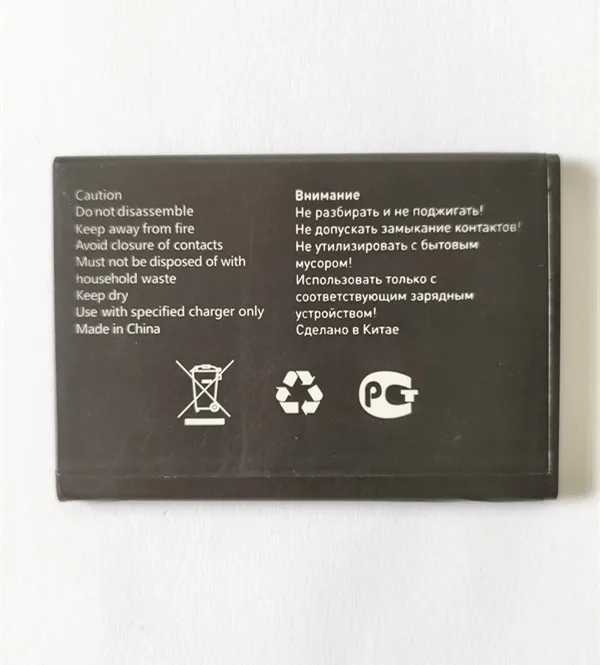 Caution
Do not disassemble
Keep away from fire
Avoid closure of contacts
Must not be disposed of with
household waste
Keep dry
Use with specified charger only
Made in China
Внимание
Не разбирать и не поджигать!
Не допускать замыкание контактов!
Не утилизировать с бытовым
мусором!
Использовать только с
соответствующим зарядным
устройством!
Сделано в Китае
РСТ